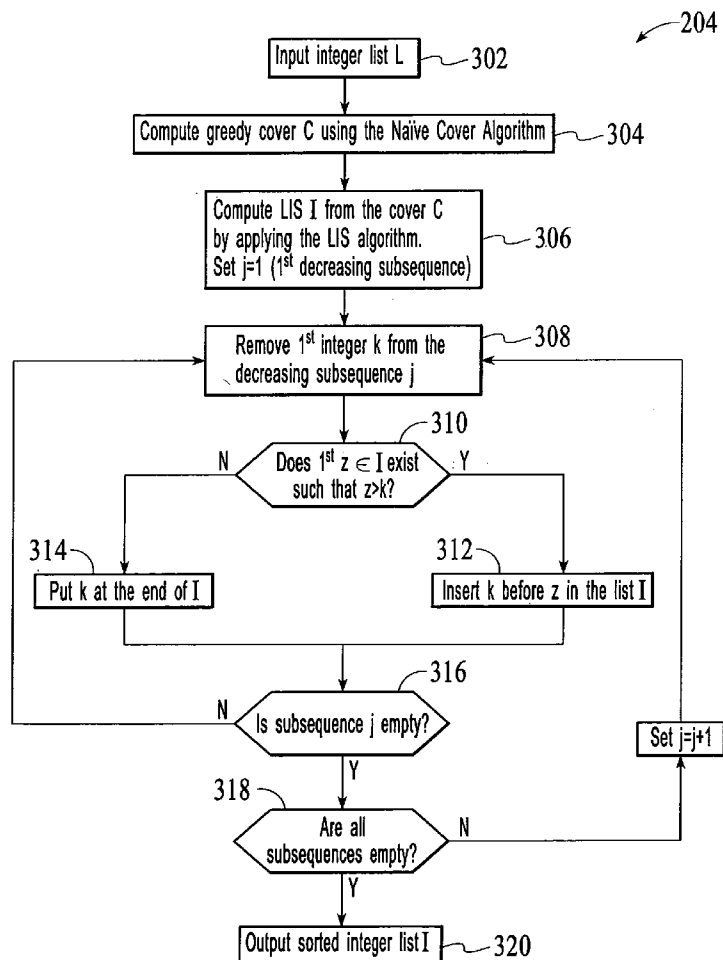 204
Input integer list L
302
Compute greedy cover C using the Naïve Cover Algorithm
304
Compute LIS I from the cover C
by applying the LIS algorithm.
Set j=1 (1st decreasing subsequence)
306
Remove 1st integer k from the
decreasing subsequence j
308
310
N
Does 1st z ∈ I exist
such that z>k?
Y
314
Put k at the end of I
312
Insert k before z in the list I
316
N
Is subsequence j empty?
Set j=j+1
Y
318
Are all
subsequences empty?
N
Y
Output sorted integer list I
320